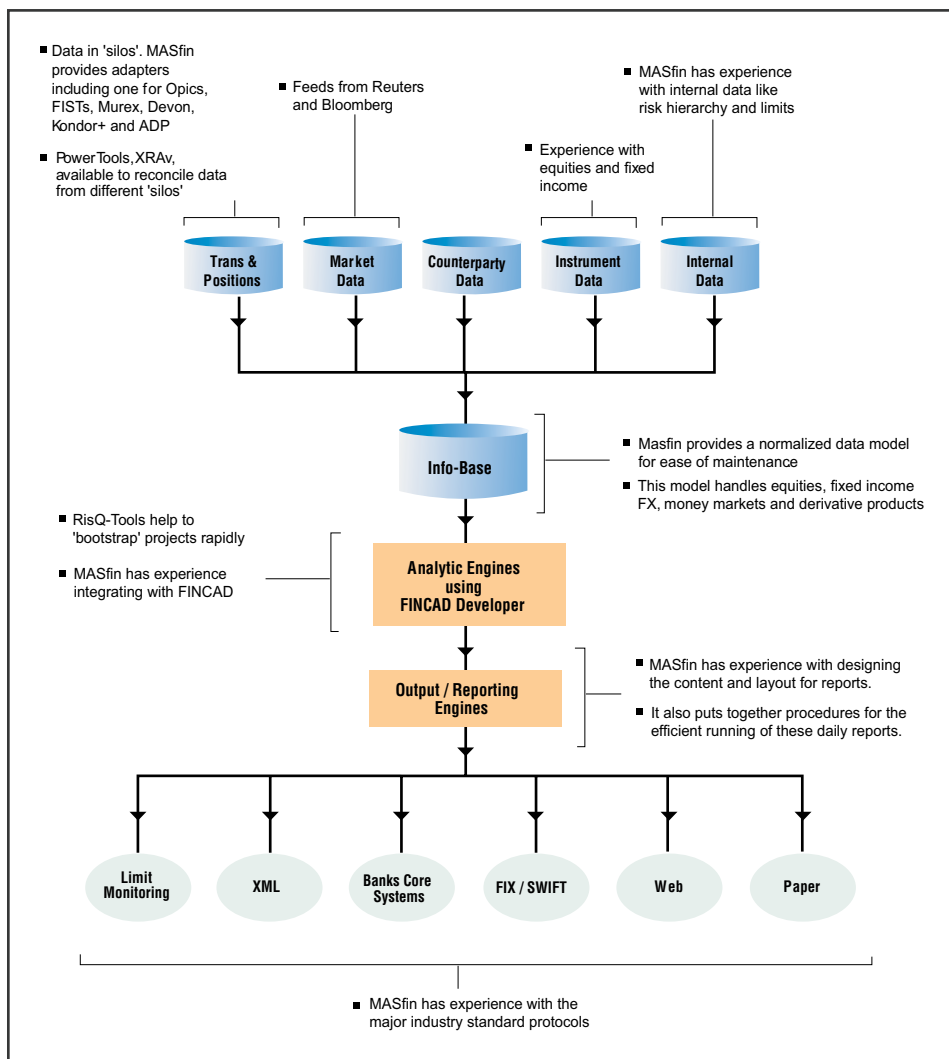 ■ Data in 'silos'. MASfin
provides adapters
including one for Opics,
FISTs, Murex, Devon,
Kondor+ and ADP
■ PowerTools,XRAv,
available to reconcile data
from different 'silos'
■ Feeds from Reuters
and Bloomberg
■ Experience with
equities and fixed
income
■ MASfin has experience
with internal data like
risk hierarchy and limits
Trans &
Positions
Market
Data
Counterparty
Data
Instrument
Data
Internal
Data
Info-Base
■ Masfin provides a normalized data model
for ease of maintenance
■ This model handles equities, fixed income
FX, money markets and derivative products
■ RisQ-Tools help to
'bootstrap' projects rapidly
■ MASfin has experience
integrating with FINCAD
Analytic Engines
using
FINCAD Developer
Output / Reporting
Engines
■ MASfin has experience with designing
the content and layout for reports.
■ It also puts together procedures for the
efficient running of these daily reports.
Limit
Monitoring
XML
Banks Core
Systems
FIX / SWIFT
Web
Paper
■ MASfin has experience with the
major industry standard protocols